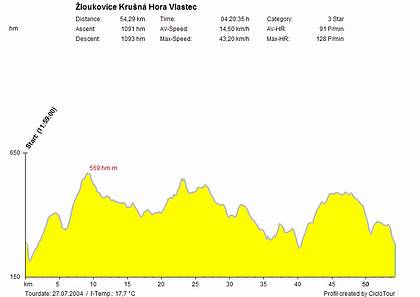 Žloukovice Krušná Hora Vlastec
Distance: 54,29 km Time: 04:20:35 h Category: 3 Star
hm Ascent 1091 hm AV-Speed: 14,50 km/h AV-HR: 91 P/min
Descent: 1093 hm Max-Speed: 43,20 km/h Max-HR: 128 P/min
Start: (11:59:00)
650
569 hm m
150
km 5 10 15 20 25 30 35 40 45 50
Tourdate: 27.07.2004 / f-Temp.: 17,7 °C Profil created by CicloTour